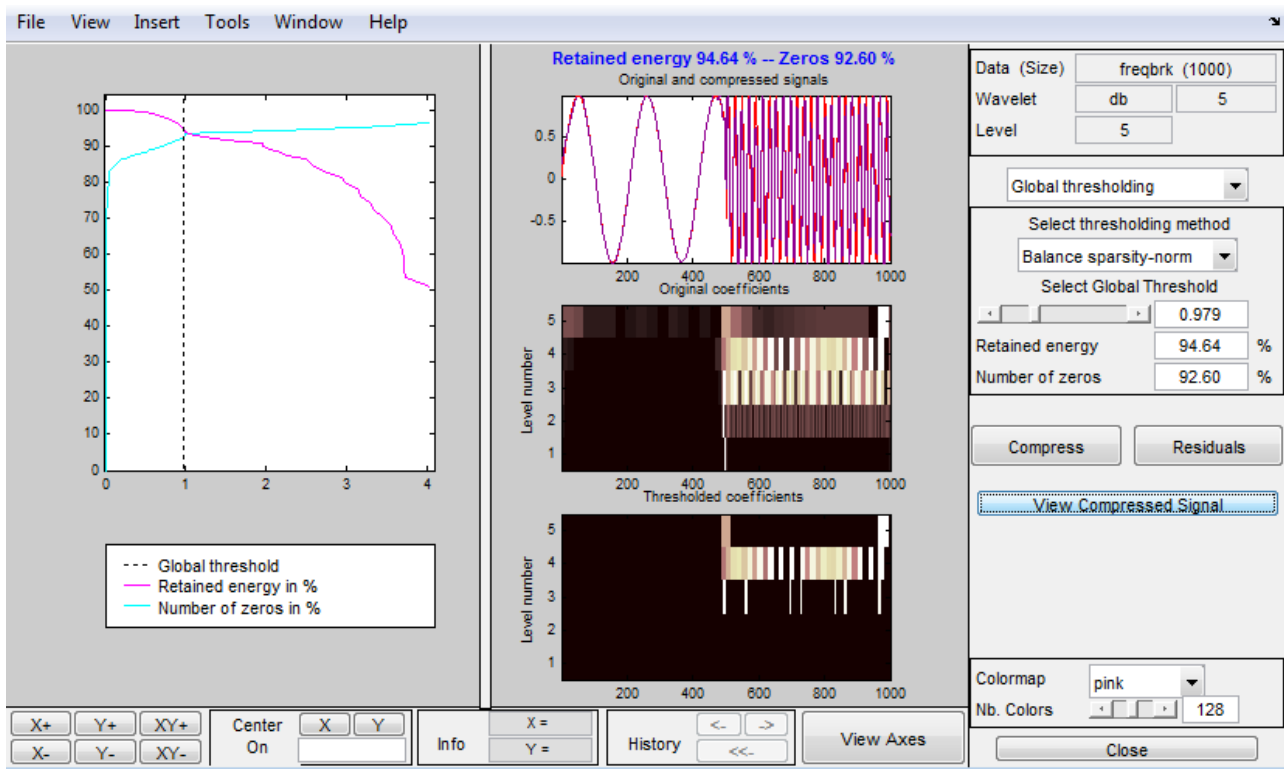 File View Insert Tools Window Help
100
90
80
70
60
50
40
30
20
10
0
0 1 2 3 4
Global threshold
Retained energy in %
Number of zeros in %
Retained energy 94.64 % -- Zeros 92.60 %
Original and compressed signals
0.5
0
-0.5
200 400 600 800 1000
Original coefficients
Level number
5
4
3
2
1
200 400 600 800 1000
Thresholded coefficients
Level number
5
4
3
2
1
200 400 600 800 1000
Data (Size) freqbrk (1000)
Wavelet db 5
Level 5
Global thresholding
Select thresholding method
Balance sparsity-norm
Select Global Threshold
0.979
Retained energy 94.64 %
Number of zeros 92.60 %
Compress Residuals
View Compressed Signal
Colormap pink
Nb. Colors 128
Close
X+ Y+ XY+
X- Y- XY-
Center On X Y
Info X = Y =
History <- -> <<-
View Axes